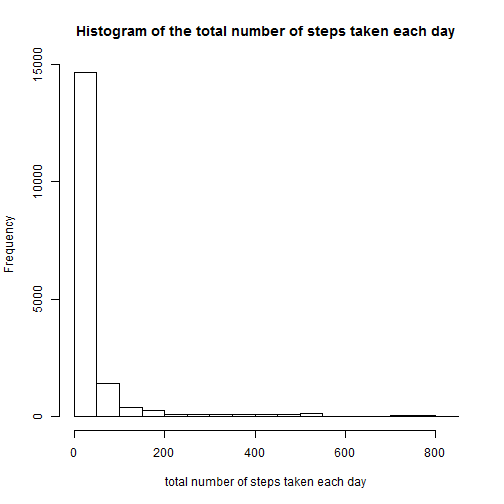 Histogram of the total number of steps taken each day
15000
10000
5000
0
Frequency
0 200 400 600 800
total number of steps taken each day